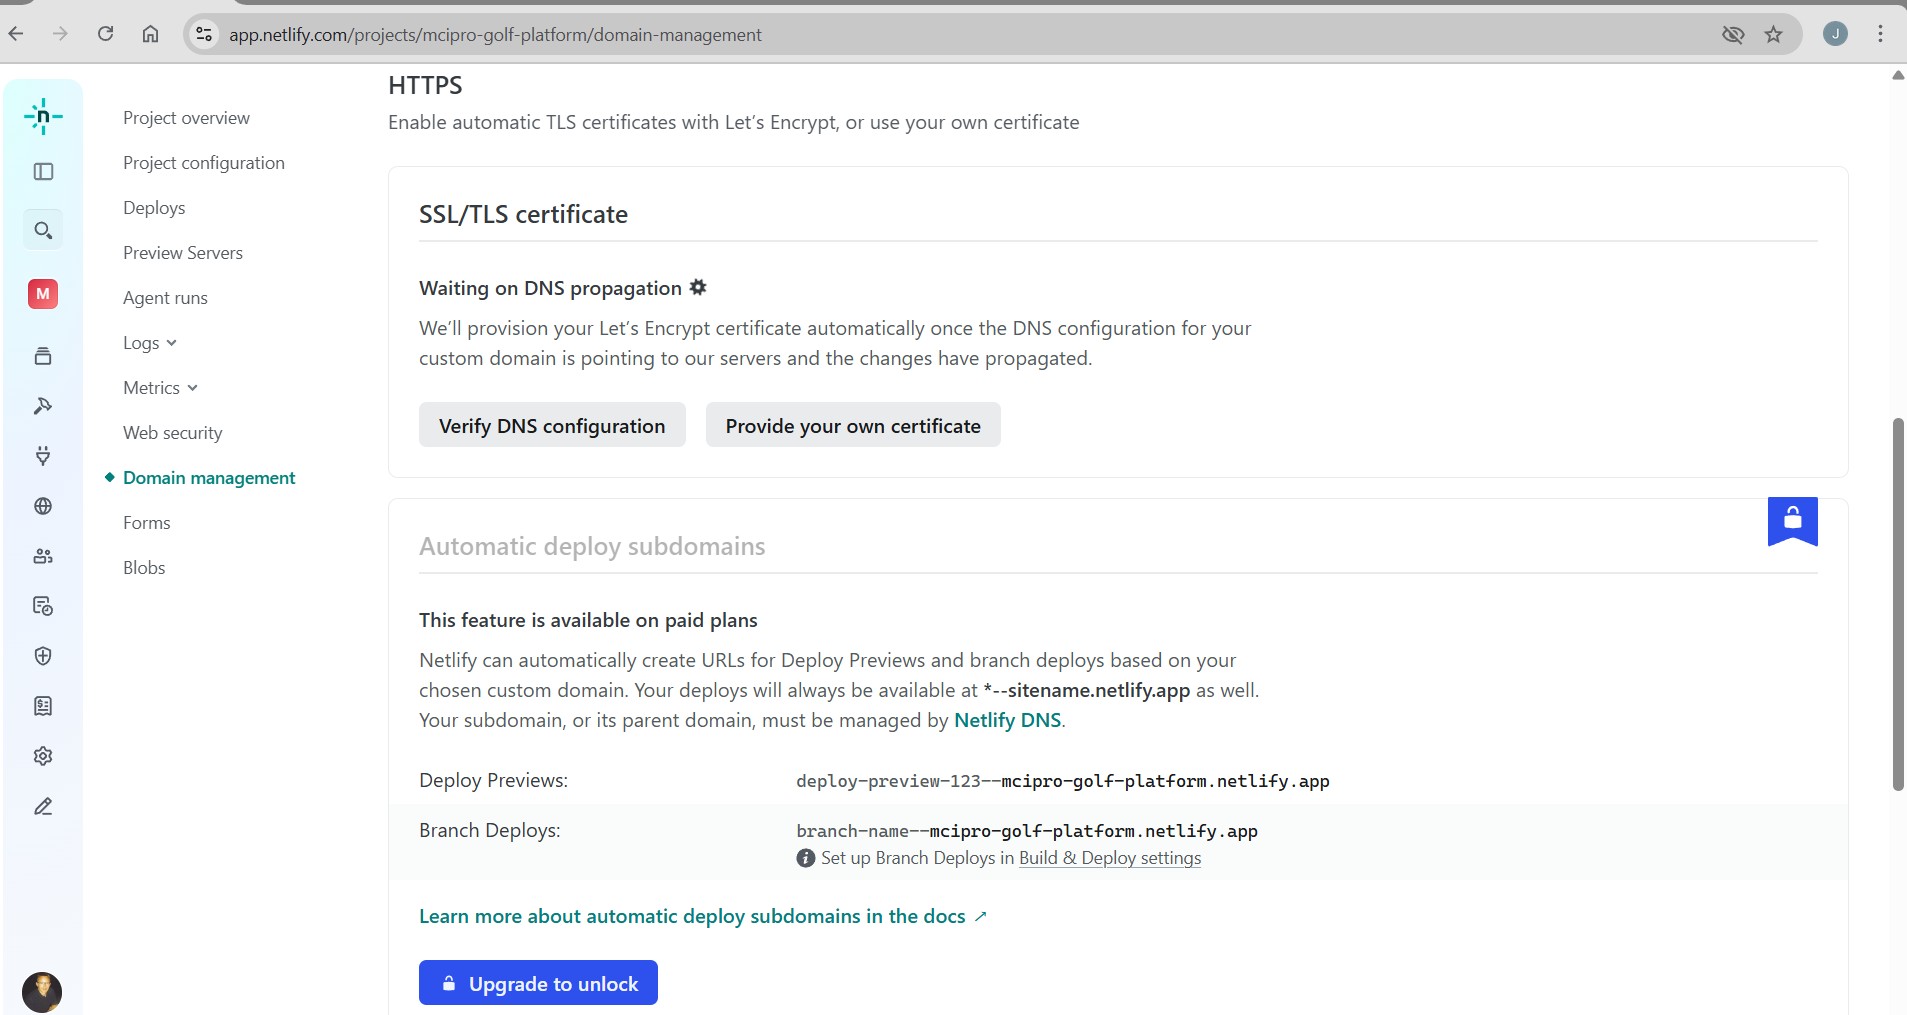 app.netlify.com/projects/mcipro-golf-platform/domain-management
J
n
M
Project overview
Project configuration
Deploys
Preview Servers
Agent runs
Logs
Metrics
Web security
Domain management
Forms
Blobs
HTTPS
Enable automatic TLS certificates with Let’s Encrypt, or use your own certificate
SSL/TLS certificate
Waiting on DNS propagation
We’ll provision your Let’s Encrypt certificate automatically once the DNS configuration for your
custom domain is pointing to our servers and the changes have propagated.
Verify DNS configuration
Provide your own certificate
Automatic deploy subdomains
This feature is available on paid plans
Netlify can automatically create URLs for Deploy Previews and branch deploys based on your
chosen custom domain. Your deploys will always be available at *--sitename.netlify.app as well.
Your subdomain, or its parent domain, must be managed by Netlify DNS.
Deploy Previews: deploy-preview-123--mcipro-golf-platform.netlify.app
Branch Deploys: branch-name--mcipro-golf-platform.netlify.app
Set up Branch Deploys in Build & Deploy settings
Learn more about automatic deploy subdomains in the docs ↗
Upgrade to unlock